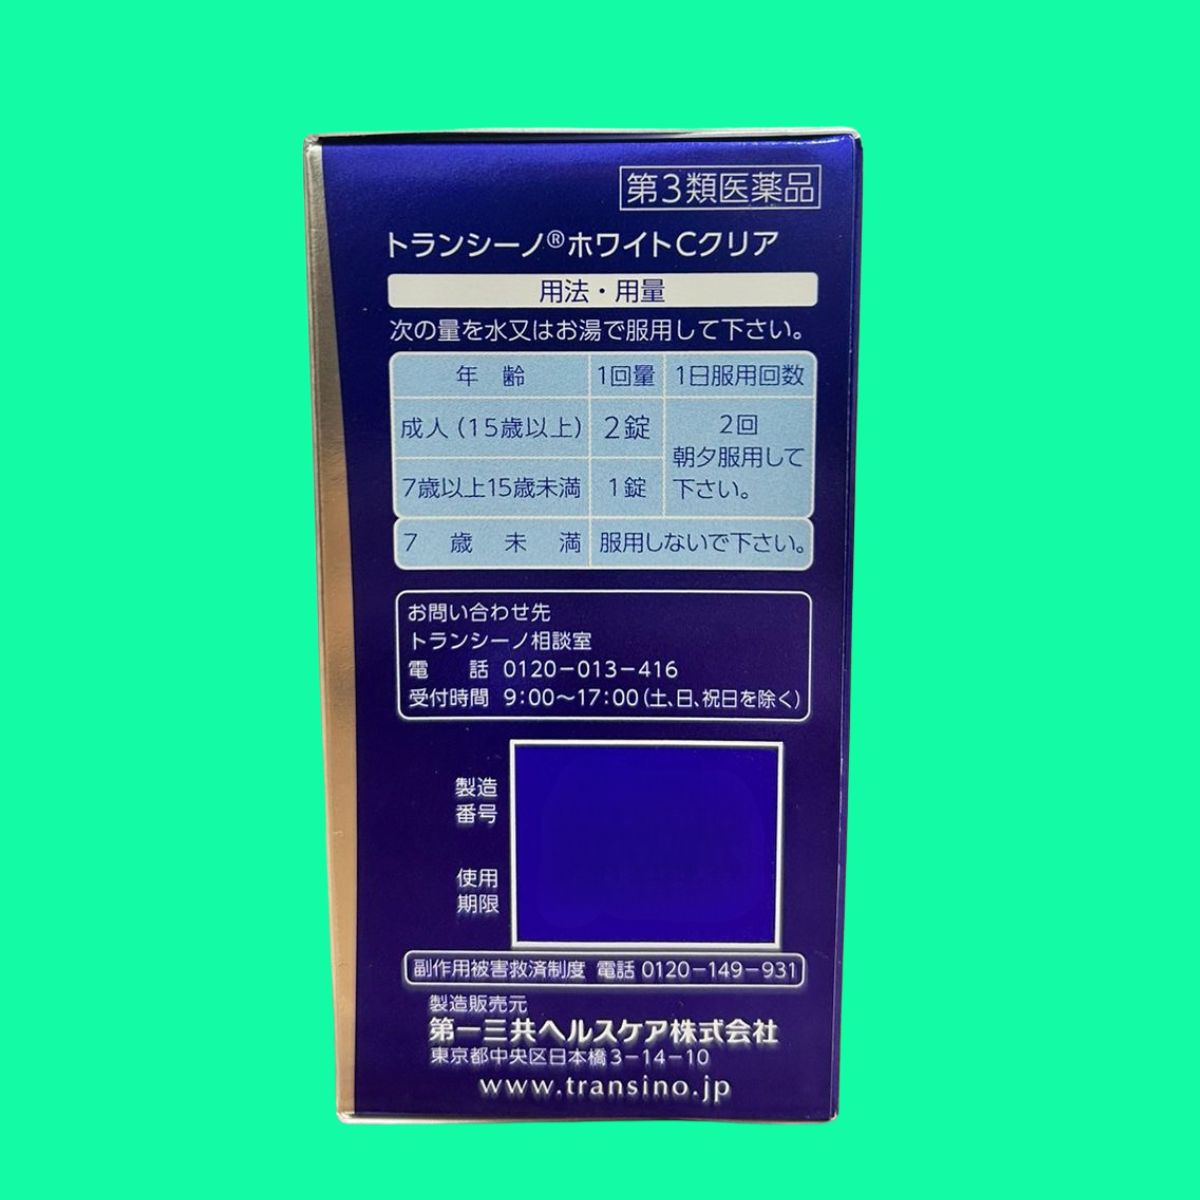 第3類医薬品
トランシーノ®ホワイトCクリア
用法・用量
次の量を水又はお湯で服用して下さい。
年齢 1回量 1日服用回数
成人(15歳以上) 2錠 2回
朝夕服用して
7歳以上15歳未満 1錠 下さい。
7歳未満 服用しないで下さい。
お問い合わせ先
トランシーノ相談室
電話 0120-013-416
受付時間 9:00~17:00(土、日、祝日を除く)
製造
番号
使用
期限
副作用被害救済制度 電話 0120-149-931
製造販売元
第一三共ヘルスケア株式会社
東京都中央区日本橋3-14-10
www.transino.jp